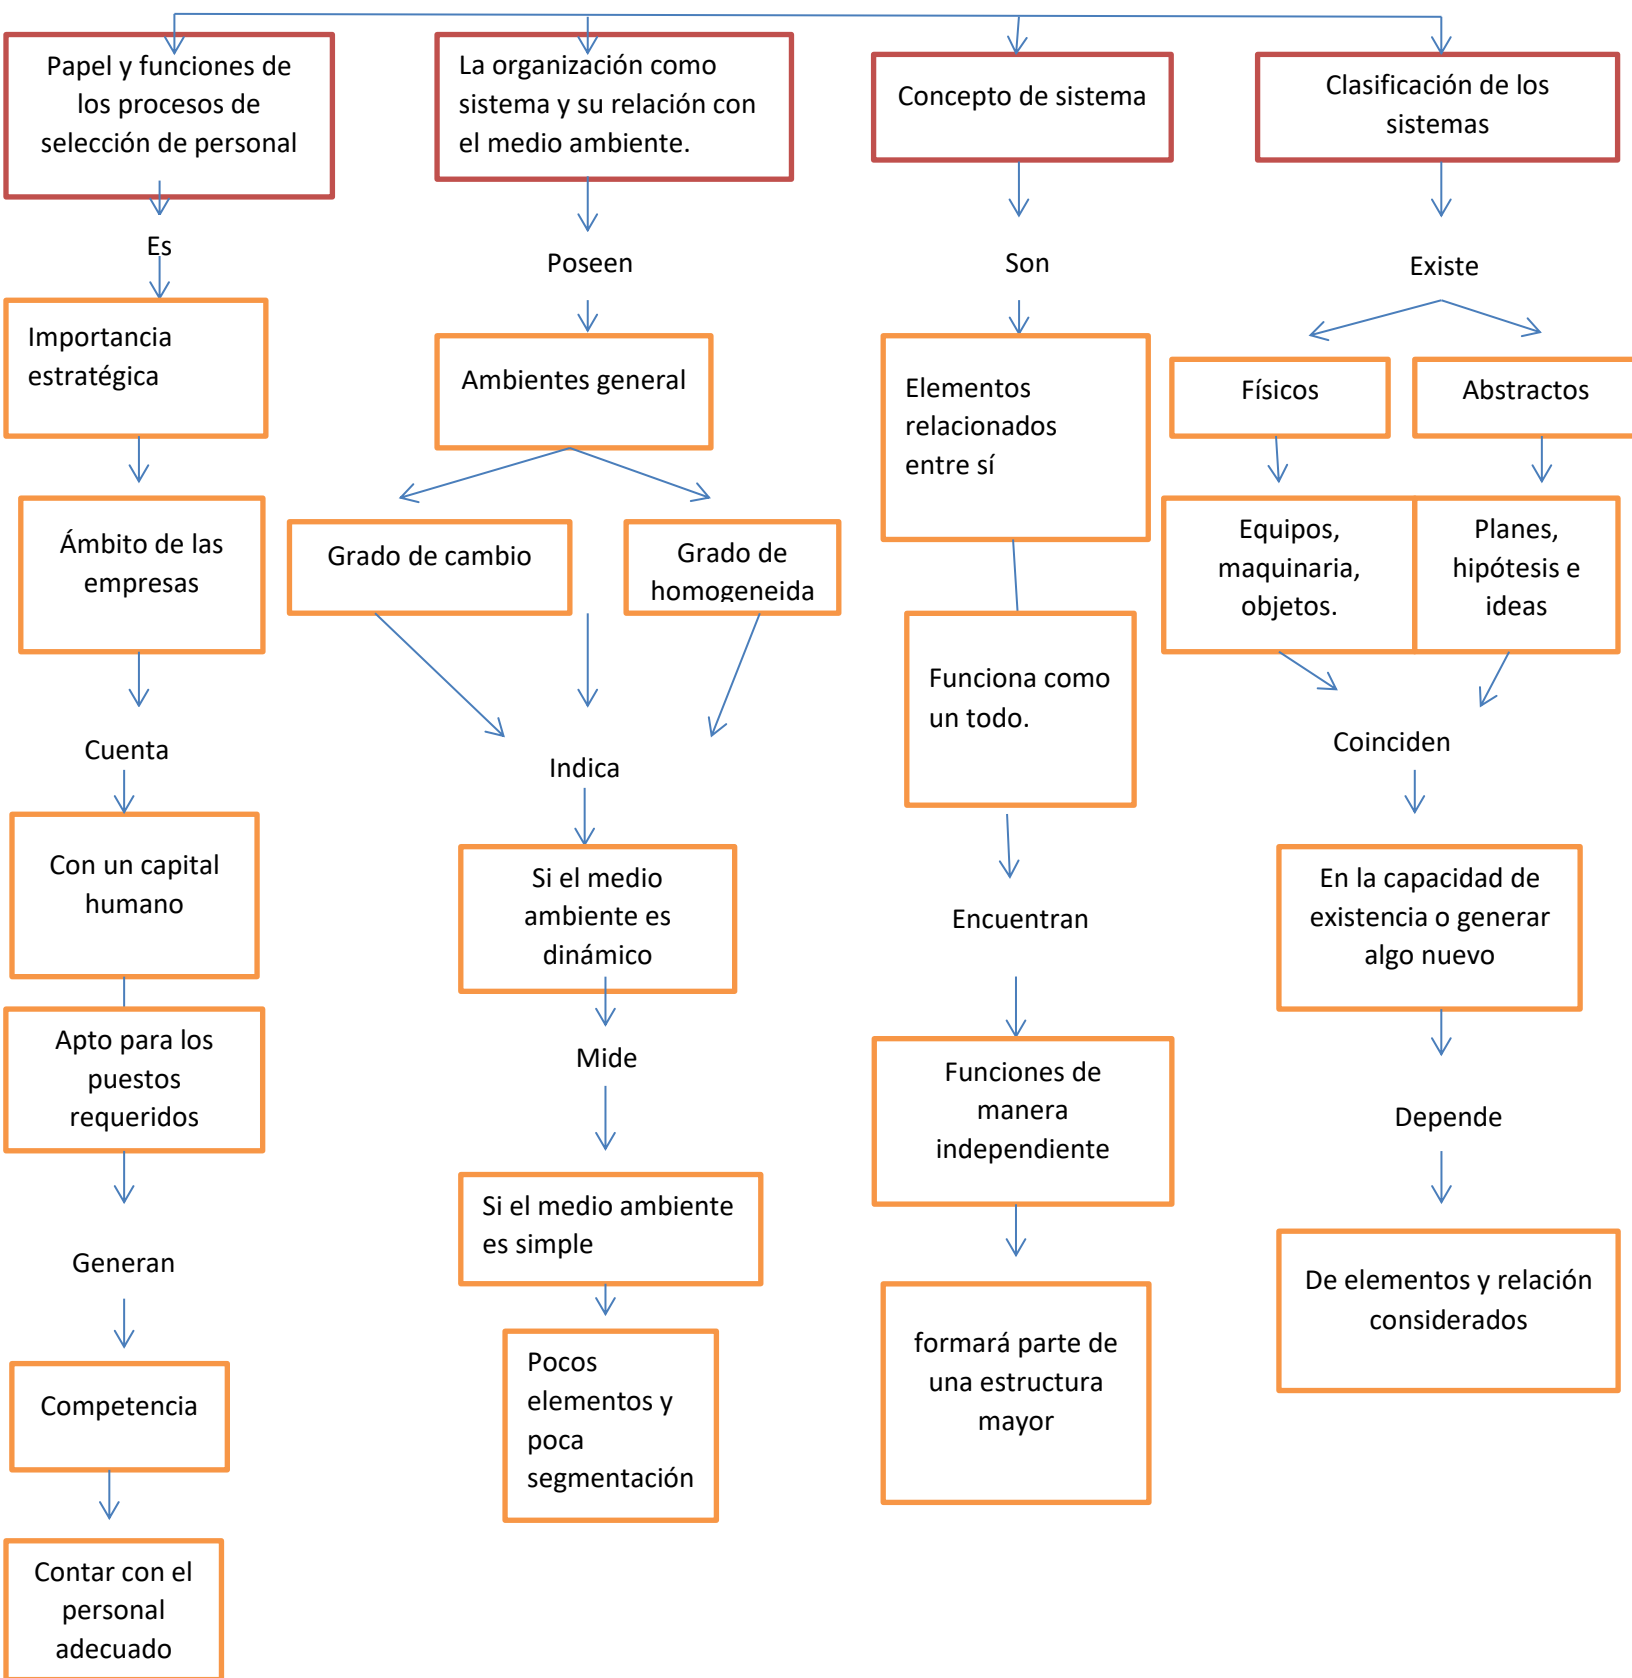 Papel y funciones de
los procesos de
selección de personal
Es
Importancia
estratégica
Ámbito de las
empresas
Cuenta
Con un capital
humano
Apto para los
puestos
requeridos
Generan
Competencia
Contar con el
personal
adecuado
La organización como
sistema y su relación con
el medio ambiente.
Poseen
Ambientes general
Grado de cambio
Grado de
homogeneida
Indica
Si el medio
ambiente es
dinámico
Mide
Si el medio ambiente
es simple
Pocos
elementos y
poca
segmentación
Concepto de sistema
Son
Elementos
relacionados
entre sí
Funciona como
un todo.
Encuentran
Funciones de
manera
independiente
formará parte de
una estructura
mayor
Clasificación de los
sistemas
Existe
Físicos
Abstractos
Equipos,
maquinaria,
objetos.
Planes,
hipótesis e
ideas
Coinciden
En la capacidad de
existencia o generar
algo nuevo
Depende
De elementos y relación
considerados